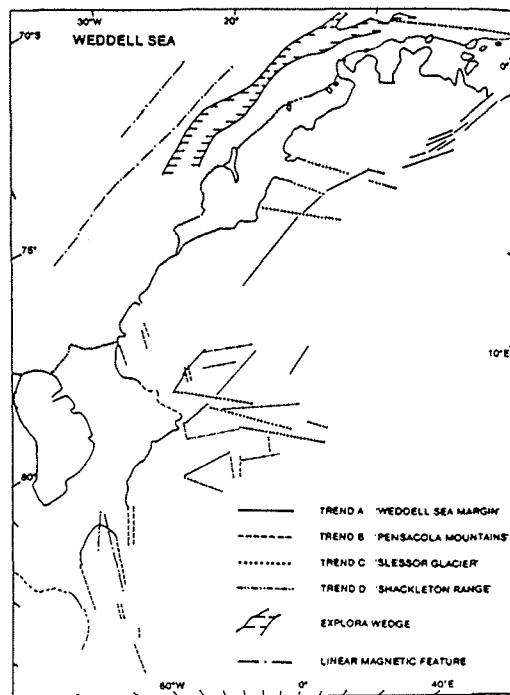 30°W 20°
70°S
WEDDELL SEA
75°
10°E
80°
TREND A 'WEDDELL SEA MARGIN'
TREND B 'PENSACOLA MOUNTAINS'
TREND C 'SLESSOR GLACIER'
TREND D 'SHACKLETON RANGE'
EXPLORA WEDGE
LINEAR MAGNETIC FEATURE
60°W 0° 40°E